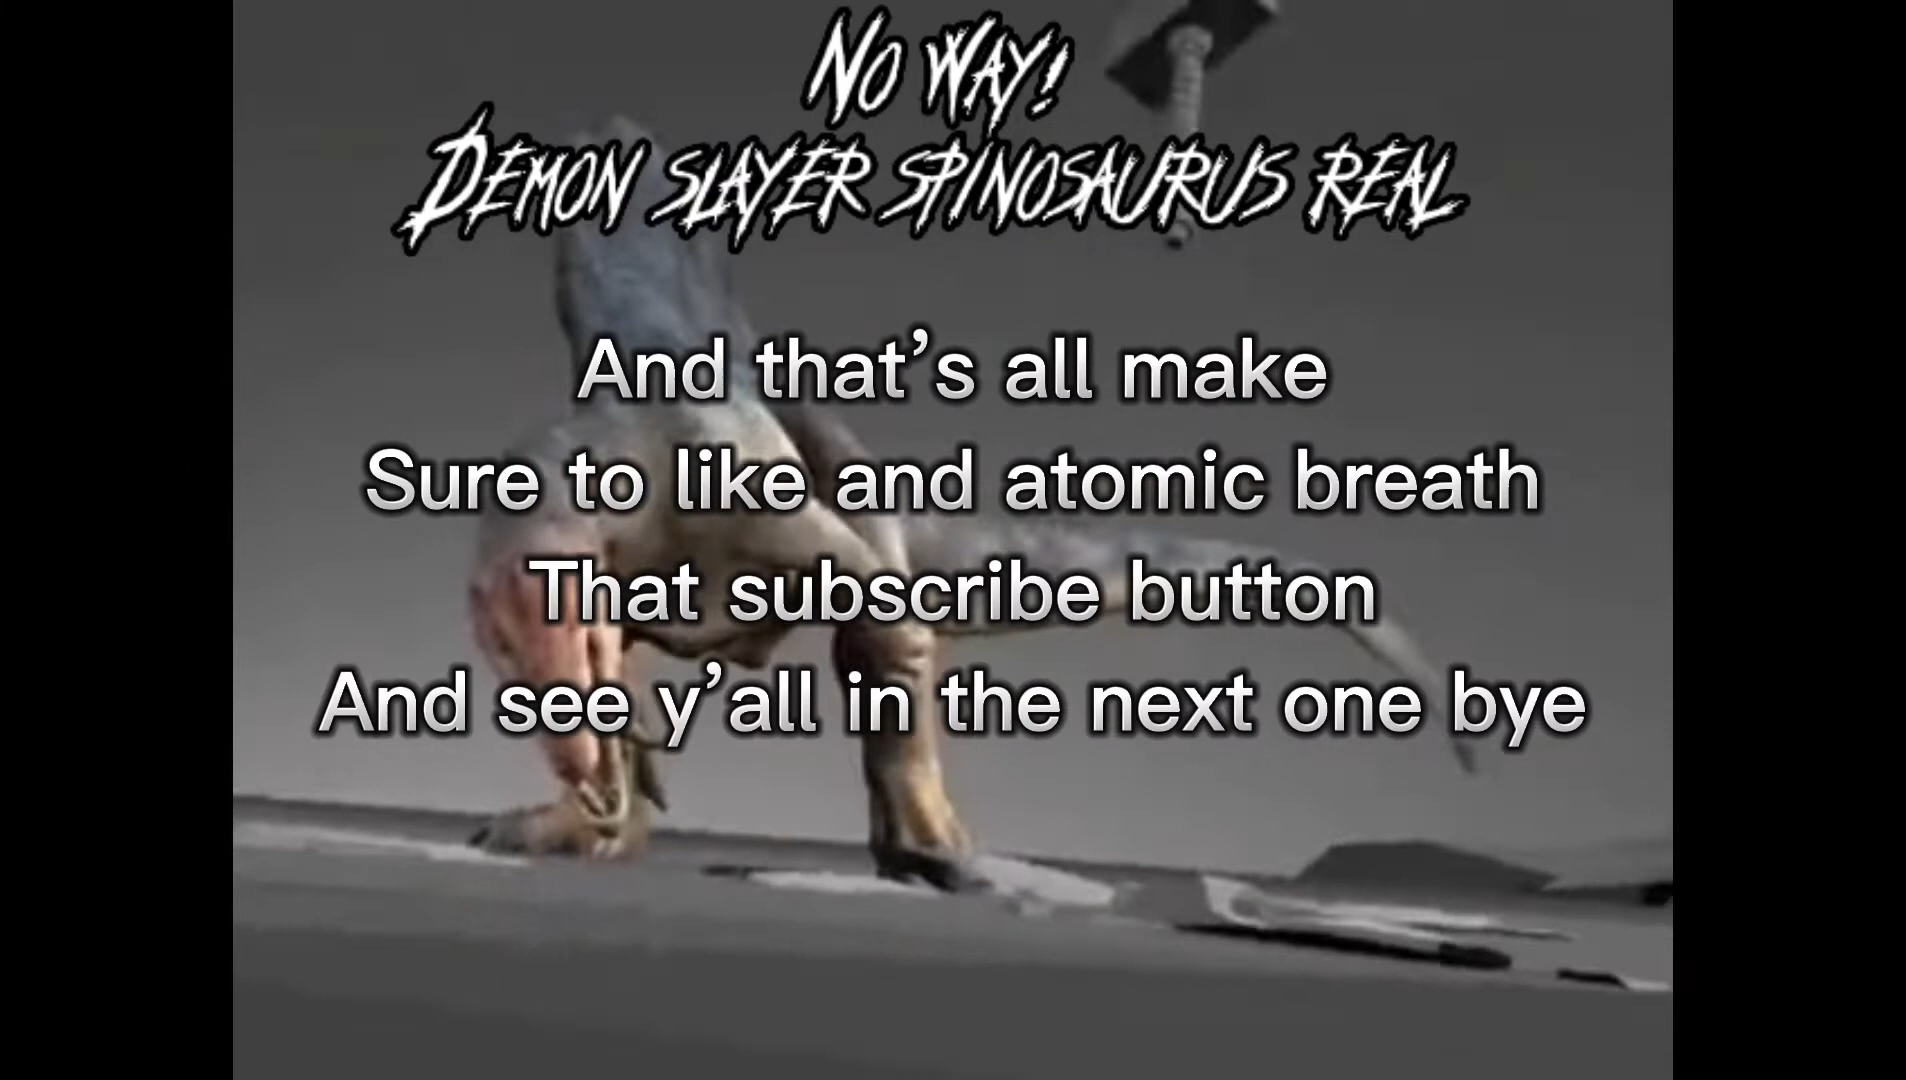 No Way!
Demon slayer spinosaurus real
And that’s all make
Sure to like and atomic breath
That subscribe button
And see y’all in the next one bye